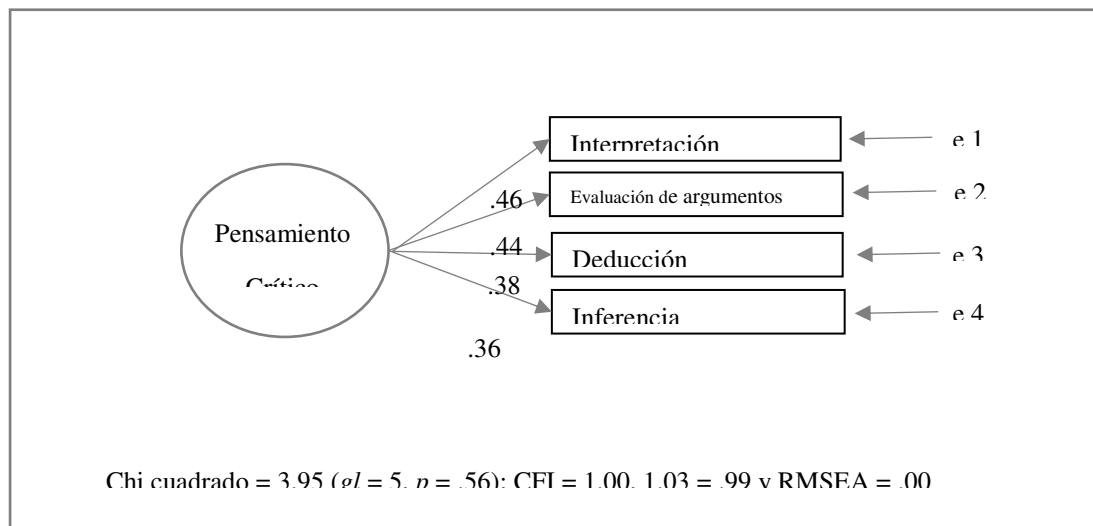 Interpretación
e 1
.46
Evaluación de argumentos
e 2
Pensamiento
Crítico
.44
Deducción
e 3
.38
Inferencia
e 4
.36
Chi cuadrado = 3.95 (gl = 5, p = .56); CFI = 1.00, 1.03 = .99 y RMSEA = .00